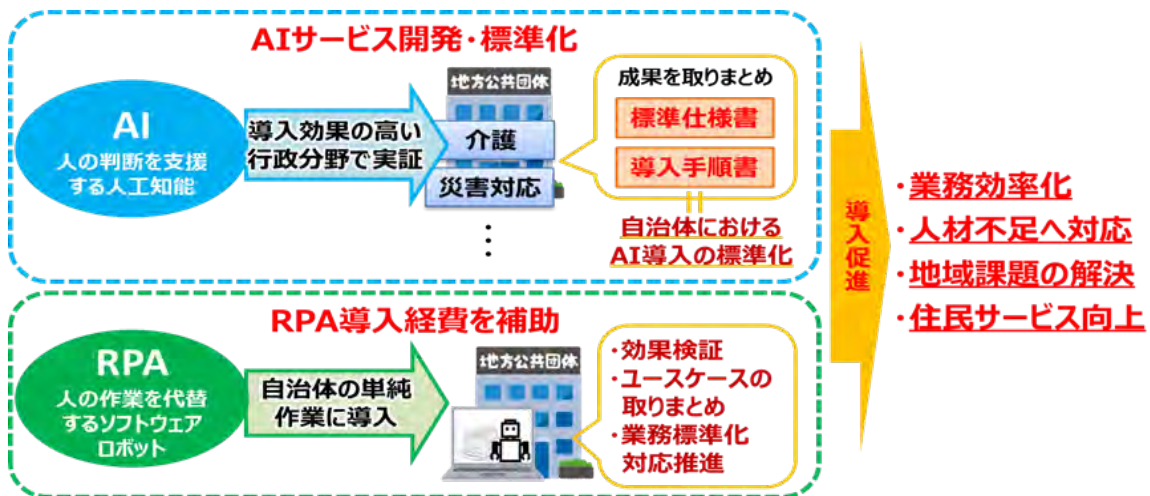 AIサービス開発・標準化
AI
人の判断を支援
する人工知能
導入効果の高い
行政分野で実証
地方公共団体
介護
災害対応
成果を取りまとめ
標準仕様書
導入手順書
自治体における
AI導入の標準化
RPA導入経費を補助
RPA
人の作業を代替
するソフトウェア
ロボット
自治体の単純
作業に導入
地方公共団体
・効果検証
・ユースケースの
取りまとめ
・業務標準化
対応推進
導入促進
・業務効率化
・人材不足へ対応
・地域課題の解決
・住民サービス向上